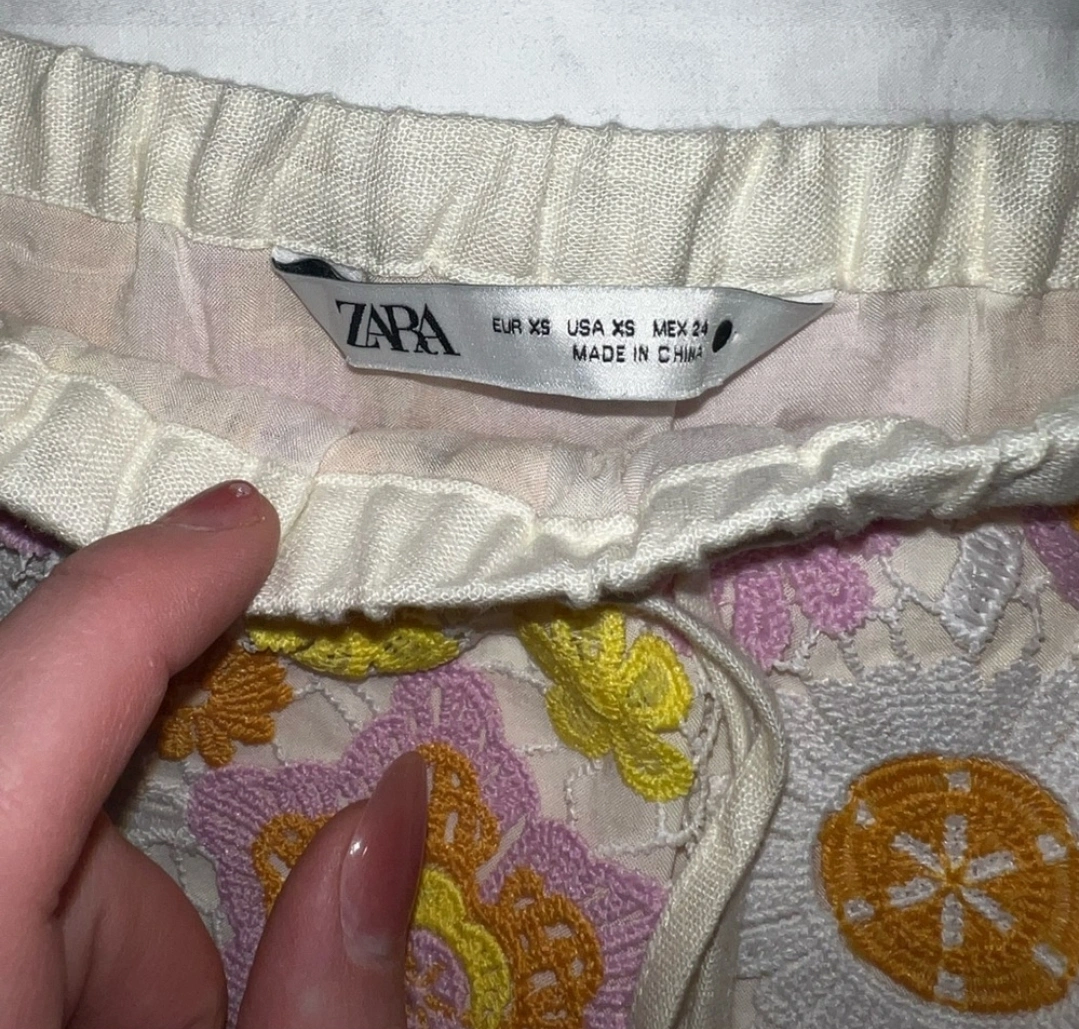 ZARA
EUR XS USA XS MEX 24
MADE IN CHINA